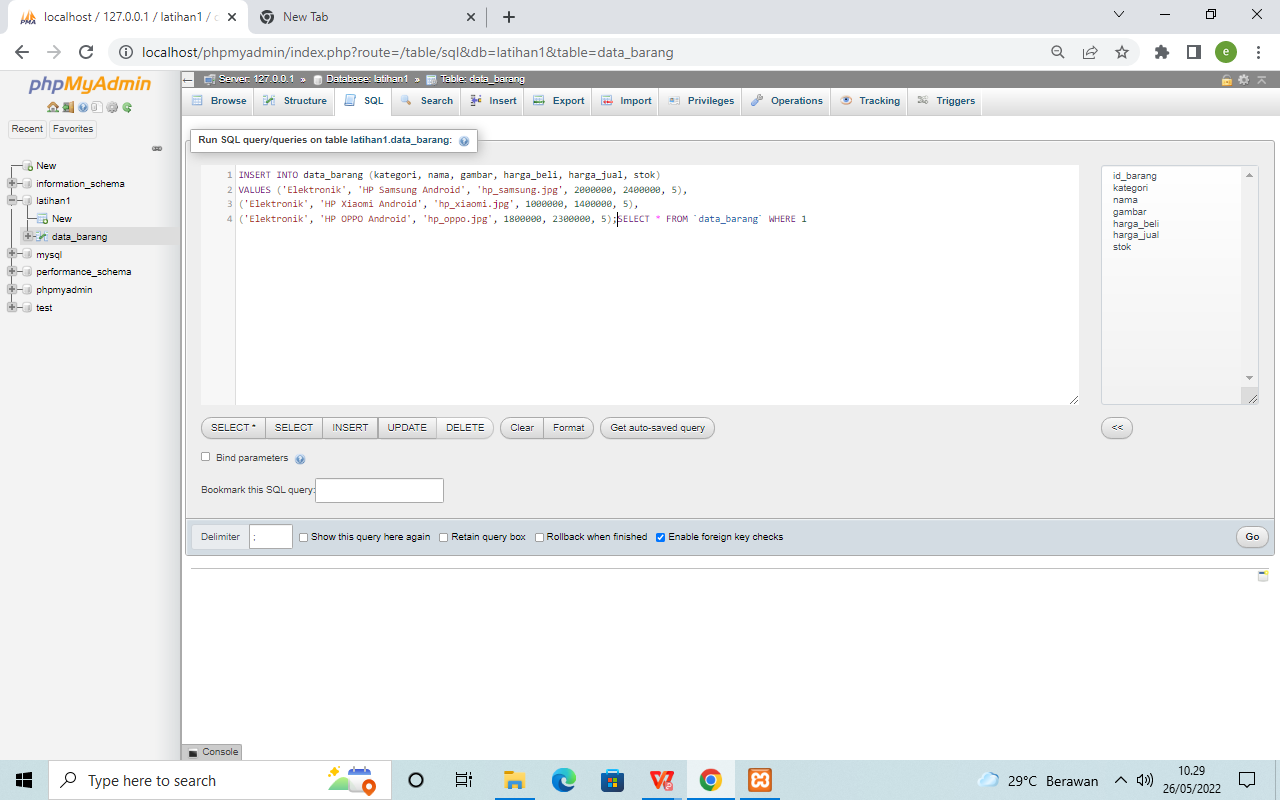 localhost / 127.0.0.1 / latihan1 / d
New Tab
localhost/phpmyadmin/index.php?route=/table/sql&db=latihan1&table=data_barang
e
phpMyAdmin
Recent Favorites
New
information_schema
latihan1
New
data_barang
mysql
performance_schema
phpmyadmin
test
Server: 127.0.0.1 » Database: latihan1 » Table: data_barang
Browse Structure SQL Search Insert Export Import Privileges Operations Tracking Triggers
Run SQL query/queries on table latihan1.data_barang:
1 INSERT INTO data_barang (kategori, nama, gambar, harga_beli, harga_jual, stok)
2 VALUES ('Elektronik', 'HP Samsung Android', 'hp_samsung.jpg', 2000000, 2400000, 5),
3 ('Elektronik', 'HP Xiaomi Android', 'hp_xiaomi.jpg', 1000000, 1400000, 5),
4 ('Elektronik', 'HP OPPO Android', 'hp_oppo.jpg', 1800000, 2300000, 5);SELECT * FROM `data_barang` WHERE 1
id_barang
kategori
nama
gambar
harga_beli
harga_jual
stok
SELECT * SELECT INSERT UPDATE DELETE Clear Format Get auto-saved query <<
Bind parameters
Bookmark this SQL query:
Delimiter ; Show this query here again Retain query box Rollback when finished Enable foreign key checks Go
Console
Type here to search
29°C Berawan
10.29
26/05/2022